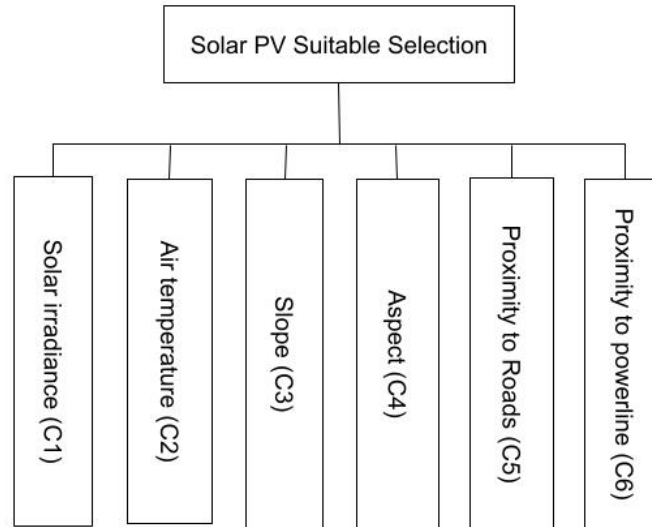 Solar PV Suitable Selection
Solar irradiance (C1)
Air temperature (C2)
Slope (C3)
Aspect (C4)
Proximity to Roads (C5)
Proximity to powerline (C6)